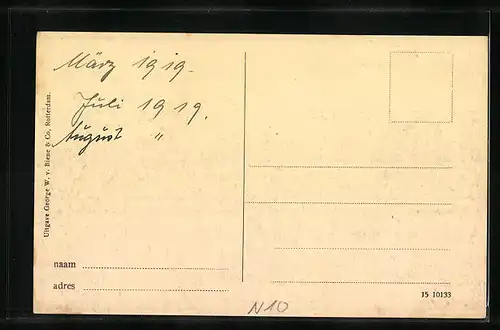 März 1919.
Juli 1919.
August "
Uitgave George W. v. Biene & Co, Rotterdam.
naam
adres
15 10133
N10